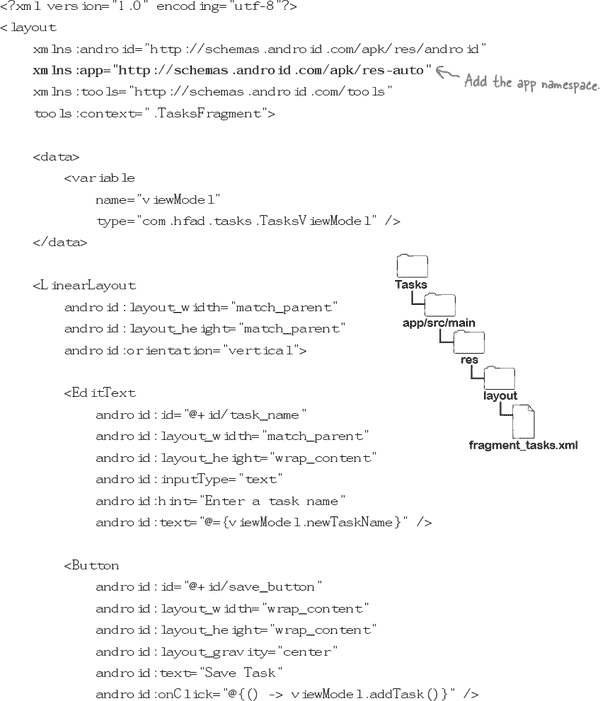 <?xml version="1.0" encoding="utf-8"?>
<layout
xmlns:android="http://schemas.android.com/apk/res/android"
xmlns:app="http://schemas.android.com/apk/res-auto"
Add the app namespace.
xmlns:tools="http://schemas.android.com/tools"
tools:context=".TasksFragment">
<data>
<variable
name="viewModel"
type="com.hfad.tasks.TasksViewModel" />
</data>
<LinearLayout
android:layout_width="match_parent"
android:layout_height="match_parent"
android:orientation="vertical">
<EditText
android:id="@+id/task_name"
android:layout_width="match_parent"
android:layout_height="wrap_content"
android:inputType="text"
android:hint="Enter a task name"
android:text="@={viewModel.newTaskName}" />
<Button
android:id="@+id/save_button"
android:layout_width="wrap_content"
android:layout_height="wrap_content"
android:layout_gravity="center"
android:text="Save Task"
android:onClick="@{() -> viewModel.addTask()}" />
Tasks
app/src/main
res
layout
fragment_tasks.xml